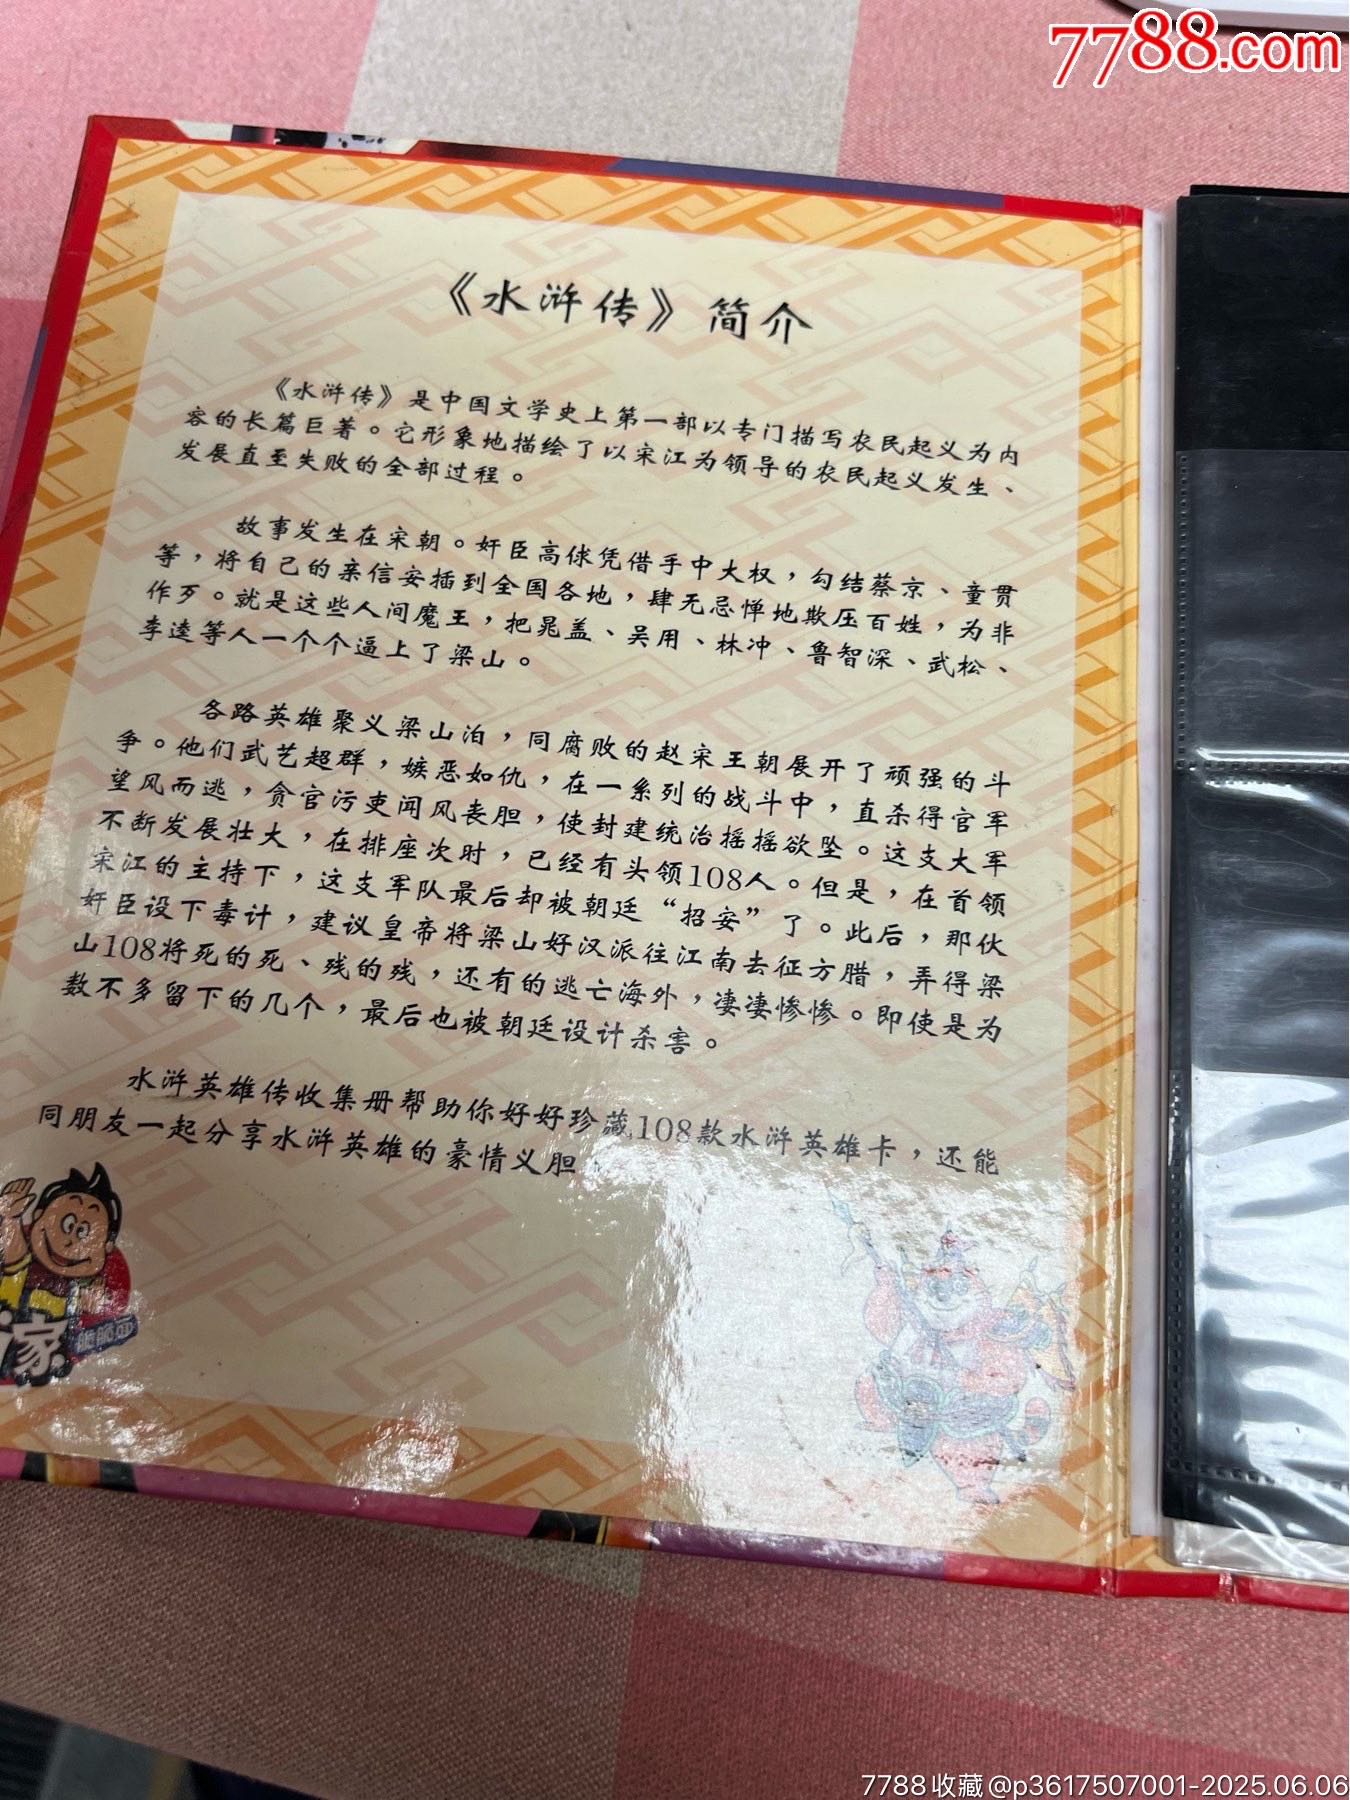 7788.com
《水浒传》简介
《水浒传》是中国文学史上第一部以专门描写农民起义为内
容的长篇巨著。它形象地描绘了以宋江为领导的农民起义发生、
发展直至失败的全部过程。
故事发生在宋朝。奸臣高俅凭借手中大权，勾结蔡京、童贯
等，将自己的亲信安插到全国各地，肆无忌惮地欺压百姓，为非
作歹。就是这些人间魔王，把晁盖、吴用、林冲、鲁智深、武松、
李逵等人一个个逼上了梁山。
各路英雄聚义梁山泊，同腐败的赵宋王朝展开了顽强的斗
争。他们武艺超群，嫉恶如仇，在一系列的战斗中，直杀得官军
望风而逃，贪官污吏闻风丧胆，使封建统治摇摇欲坠。这支大军
不断发展壮大，在排座次时，已经有头领108人。但是，在首领
宋江的主持下，这支军队最后却被朝廷“招安”了。此后，那伙
奸臣设下毒计，建议皇帝将梁山好汉派往江南去征方腊，弄得梁
山108将死的死、残的残，还有的逃亡海外，凄凄惨惨。即使是为
数不多留下的几个，最后也被朝廷设计杀害。
水浒英雄传收集册帮助你好好珍藏108款水浒英雄卡，还能
同朋友一起分享水浒英雄的豪情义胆
家
脆脆面
7788收藏@p3617507001-2025.06.06